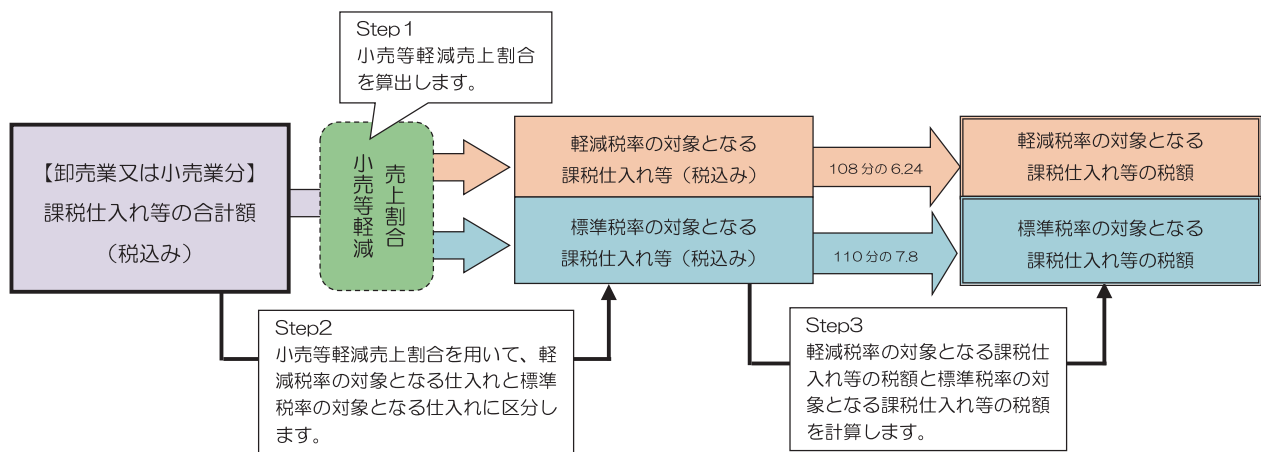 Step1
小売等軽減売上割合
を算出します。
【卸売業又は小売業分】
課税仕入れ等の合計額
（税込み）
小売等軽減
売上割合
軽減税率の対象となる
課税仕入れ等（税込み）
標準税率の対象となる
課税仕入れ等（税込み）
108分の6.24
110分の7.8
軽減税率の対象となる
課税仕入れ等の税額
標準税率の対象となる
課税仕入れ等の税額
Step2
小売等軽減売上割合を用いて、軽
減税率の対象となる仕入れと標準
税率の対象となる仕入れに区分し
ます。
Step3
軽減税率の対象となる課税仕
入れ等の税額と標準税率の対
象となる課税仕入れ等の税額
を計算します。